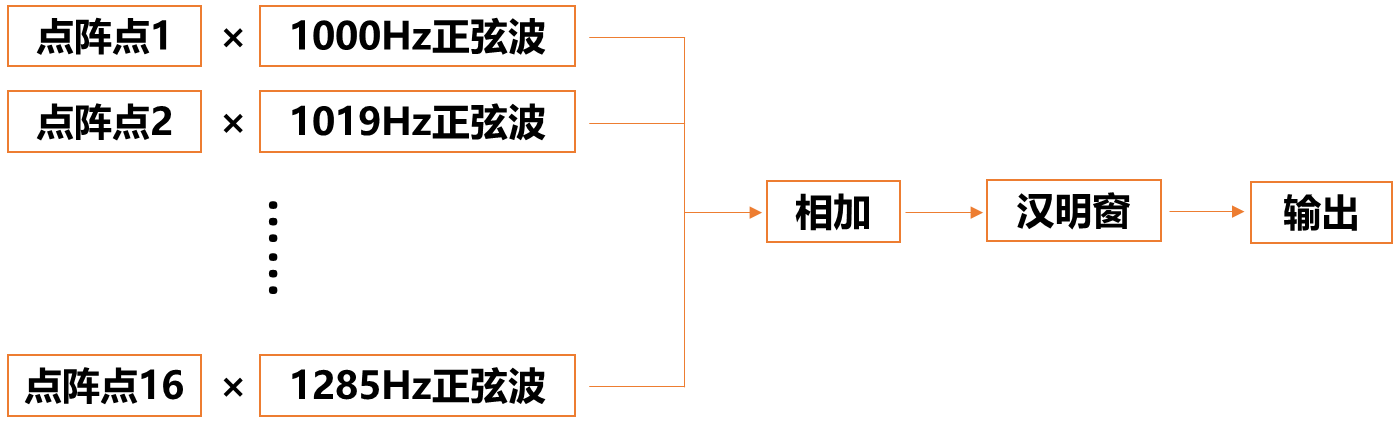 点阵点1 × 1000Hz正弦波
点阵点2 × 1019Hz正弦波
点阵点16 × 1285Hz正弦波
相加
汉明窗
输出